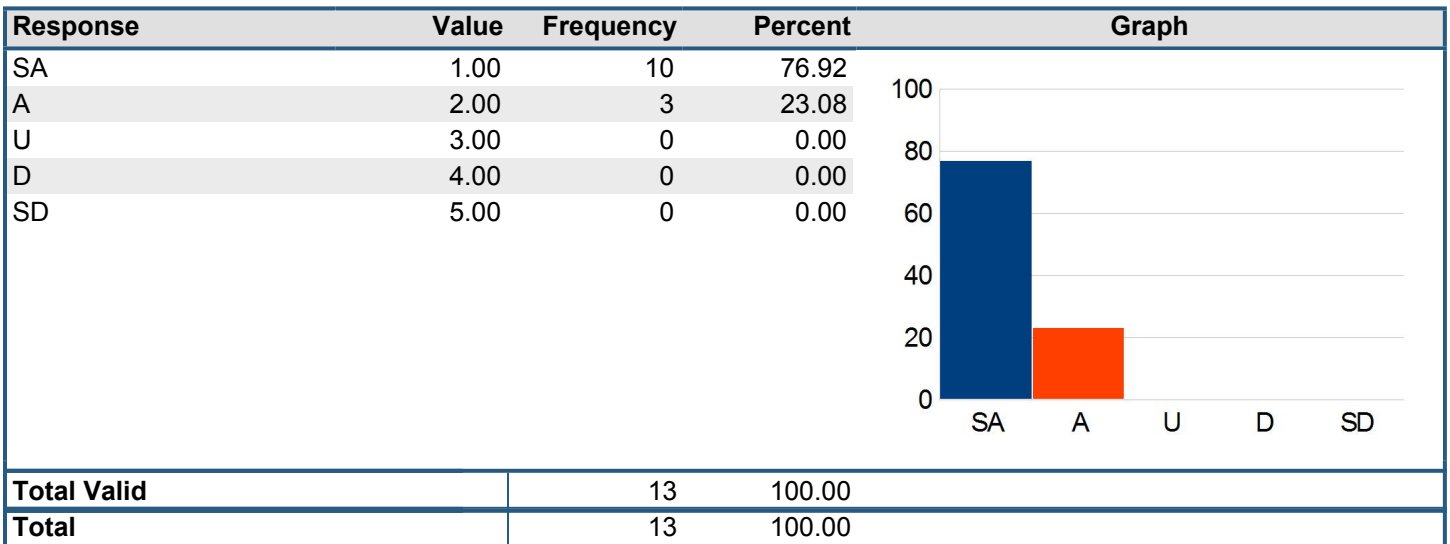 Response Value Frequency Percent Graph
SA 1.00 10 76.92
A 2.00 3 23.08
U 3.00 0 0.00
D 4.00 0 0.00
SD 5.00 0 0.00
100
80
60
40
20
0
SA A U D SD
Total Valid 13 100.00
Total 13 100.00